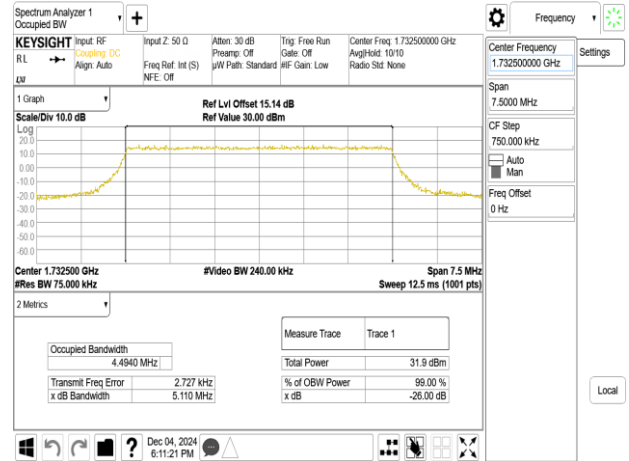 Spectrum Analyzer 1
Occupied BW
Frequency
KEYSIGHT
Input: RF
Coupling: DC
Align: Auto
Input Z: 50 Ω
Freq Ref: Int (S)
NFE: Off
Atten: 30 dB
Preamp: Off
µW Path: Standard
Trig: Free Run
Gate: Off
#IF Gain: Low
Center Freq: 1.732500000 GHz
Avg|Hold: 10/10
Radio Std: None
RL
LXI
Center Frequency
1.732500000 GHz
Settings
Span
7.5000 MHz
CF Step
750.000 kHz
Auto
Man
Freq Offset
0 Hz
1 Graph
Ref Lvl Offset 15.14 dB
Scale/Div 10.0 dB
Ref Value 30.00 dBm
Log
20.0
10.0
0.00
-10.0
-20.0
-30.0
-40.0
-50.0
-60.0
Center 1.732500 GHz
#Video BW 240.00 kHz
Span 7.5 MHz
#Res BW 75.000 kHz
Sweep 12.5 ms (1001 pts)
2 Metrics
Measure Trace Trace 1
Occupied Bandwidth
4.4940 MHz
Total Power 31.9 dBm
Transmit Freq Error 2.727 kHz
% of OBW Power 99.00 %
x dB Bandwidth 5.110 MHz
x dB -26.00 dB
Local
Dec 04, 2024
6:11:21 PM